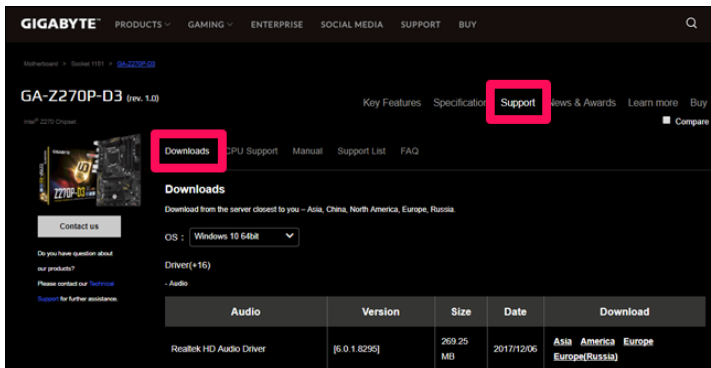 GIGABYTE™ PRODUCTS GAMING ENTERPRISE SOCIAL MEDIA SUPPORT BUY
Motherboard > Socket 1151 > GA-Z270P-D3
GA-Z270P-D3 (rev. 1.0)
Key Features Specification Support News & Awards Learn more Buy
Intel® Z270 Chipset
Compare
Downloads CPU Support Manual Support List FAQ
GIGABYTE
Z270P-D3
Downloads
Download from the server closest to you – Asia, China, North America, Europe, Russia.
Contact us
OS : Windows 10 64bit
Do you have question about
our products?
Please contact our Technical
Support for further assistance.
Driver(+16)
- Audio
Audio Version Size Date Download
Realtek HD Audio Driver [6.0.1.8295] 269.25 MB 2017/12/06 Asia America Europe
Europe(Russia)